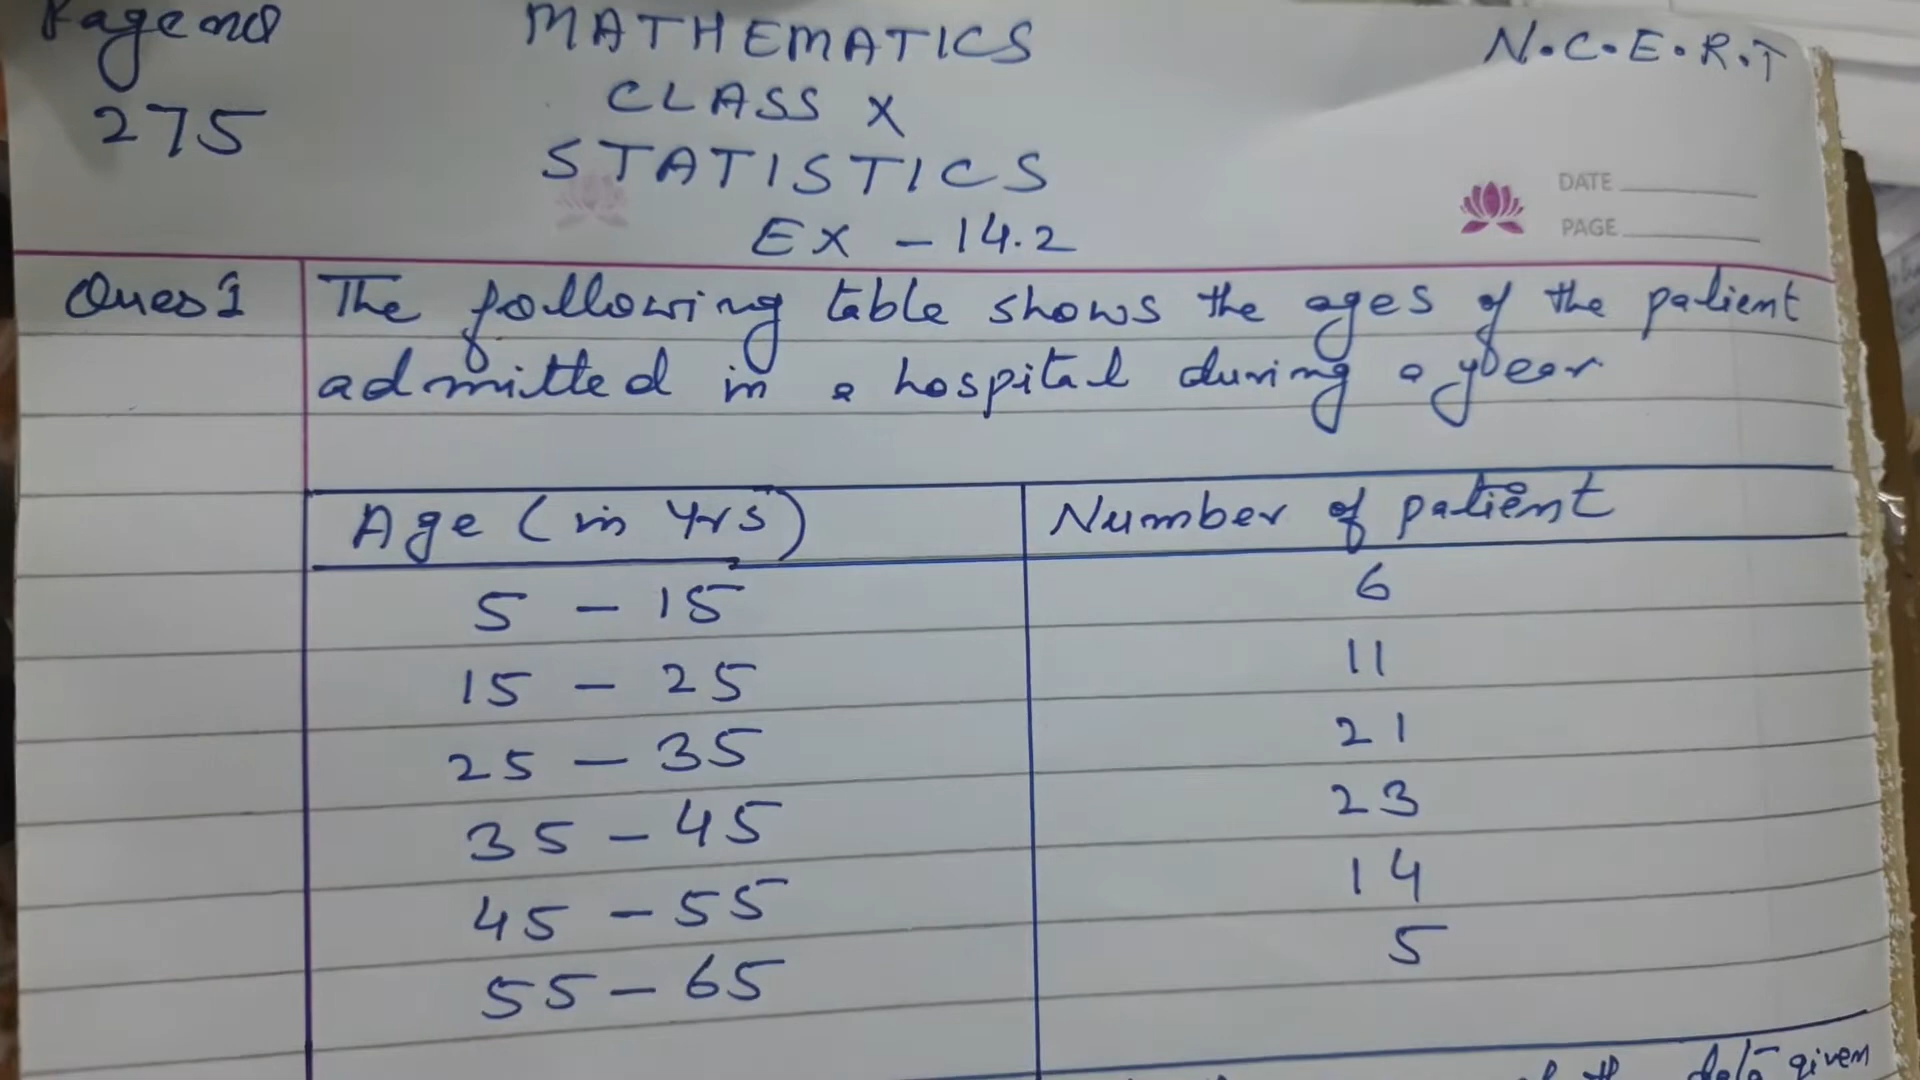 Page no
275
MATHEMATICS
CLASS X
STATISTICS
EX - 14.2
N.C.E.R.T
DATE
PAGE
Ques 1 The following table shows the ages of the patient
admitted in a hospital during a year
Age (in Yrs) Number of patient
5 - 15 6
15 - 25 11
25 - 35 21
35 - 45 23
45 - 55 14
55 - 65 5
data given